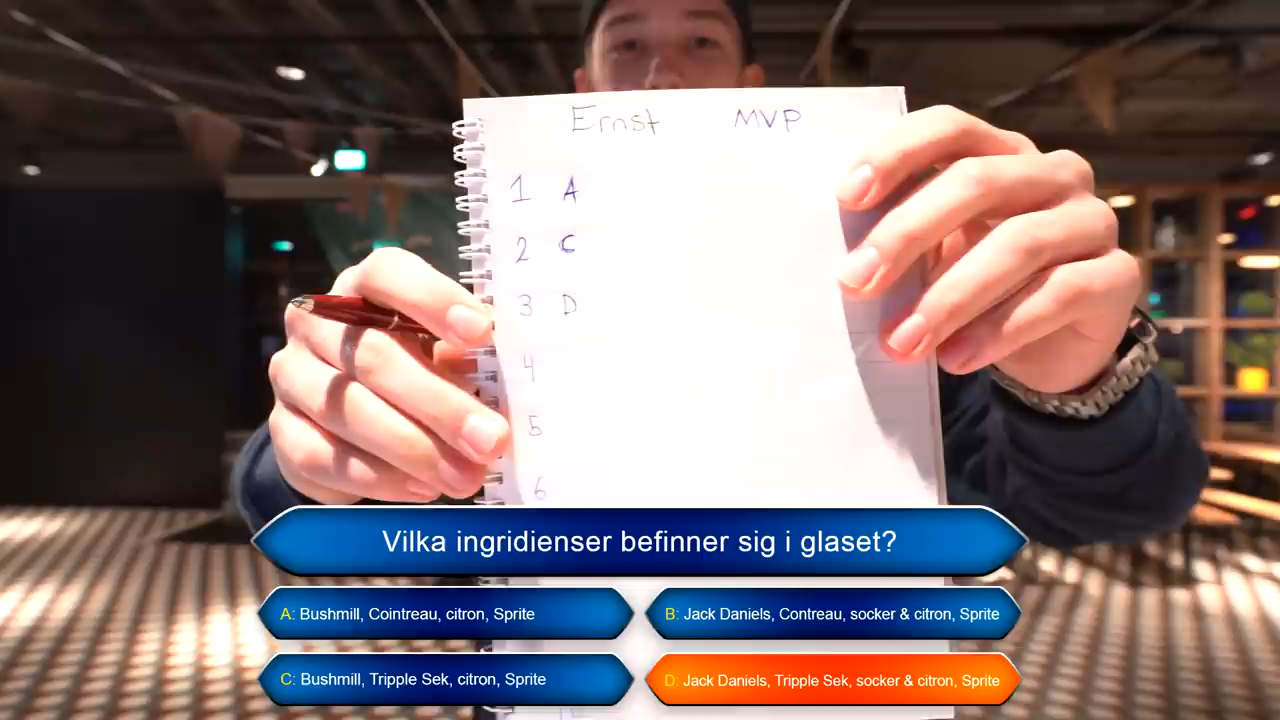 Ernst MVP
1 A
2 C
3 D
4
5
6
Vilka ingridienser befinner sig i glaset?
A: Bushmill, Cointreau, citron, Sprite
B: Jack Daniels, Contreau, socker & citron, Sprite
C: Bushmill, Tripple Sek, citron, Sprite
D: Jack Daniels, Tripple Sek, socker & citron, Sprite